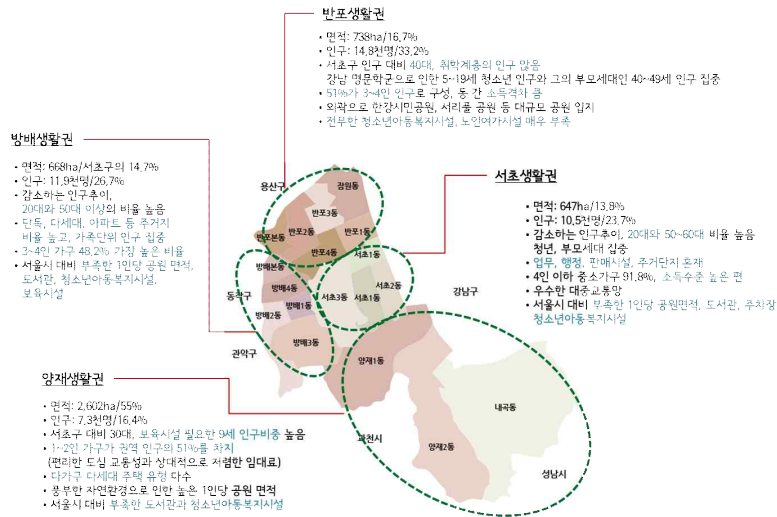 반포생활권
• 면적: 738ha/16.7%
• 인구: 14.8천명/33.2%
• 서초구 인구 대비 40대, 취학계층의 인구 많음
강남 명문학군으로 인한 5~19세 청소년 인구와 그의 부모세대인 40~49세 인구 집중
• 51%가 3~4인 인구로 구성, 동 간 소득격차 큼
• 외곽으로 한강시민공원, 서리풀 공원 등 대규모 공원 입지
• 전무한 청소년아동복지시설, 노인여가시설 매우 부족
방배생활권
• 면적: 668ha/서초구의 14.7%
• 인구: 11.9천명/26.7%
• 감소하는 인구추이,
20대와 50대 이상의 비율 높음
• 단독, 다세대, 아파트 등 주거지
비율 높고, 가족단위 인구 집중
• 3~4인 가구 48.2% 가장 높은 비율
• 서울시 대비 부족한 1인당 공원 면적,
도서관, 청소년아동복지시설,
보육시설
서초생활권
• 면적: 647ha/13.8%
• 인구: 10.5천명/23.7%
• 감소하는 인구추이, 20대와 50~60대 비율 높음
청년, 부모세대 집중
• 업무, 행정, 판매시설, 주거단지 혼재
• 4인 이하 중소가구 91.8%, 소득수준 높은 편
• 우수한 대중교통망
• 서울시 대비 부족한 1인당 공원면적, 도서관, 주차장
청소년아동복지시설
용산구
잠원동
반포3동
반포본동
반포2동
반포1동
반포4동
서초1동
방배본동
방배4동
서초2동
동작구
방배1동
서초3동
서초1동
강남구
방배2동
방배3동
관악구
양재1동
내곡동
과천시
양재2동
성남시
양재생활권
• 면적: 2,602ha/55%
• 인구: 7.3천명/16.4%
• 서초구 대비 30대, 보육시설 필요한 9세 인구비중 높음
• 1~2인 가구가 권역 인구의 51%를 차지
(편리한 도심 교통성과 상대적으로 저렴한 임대료)
• 다가구 다세대 주택 유형 다수
• 풍부한 자연환경으로 인한 높은 1인당 공원 면적
• 서울시 대비 부족한 도서관과 청소년아동복지시설